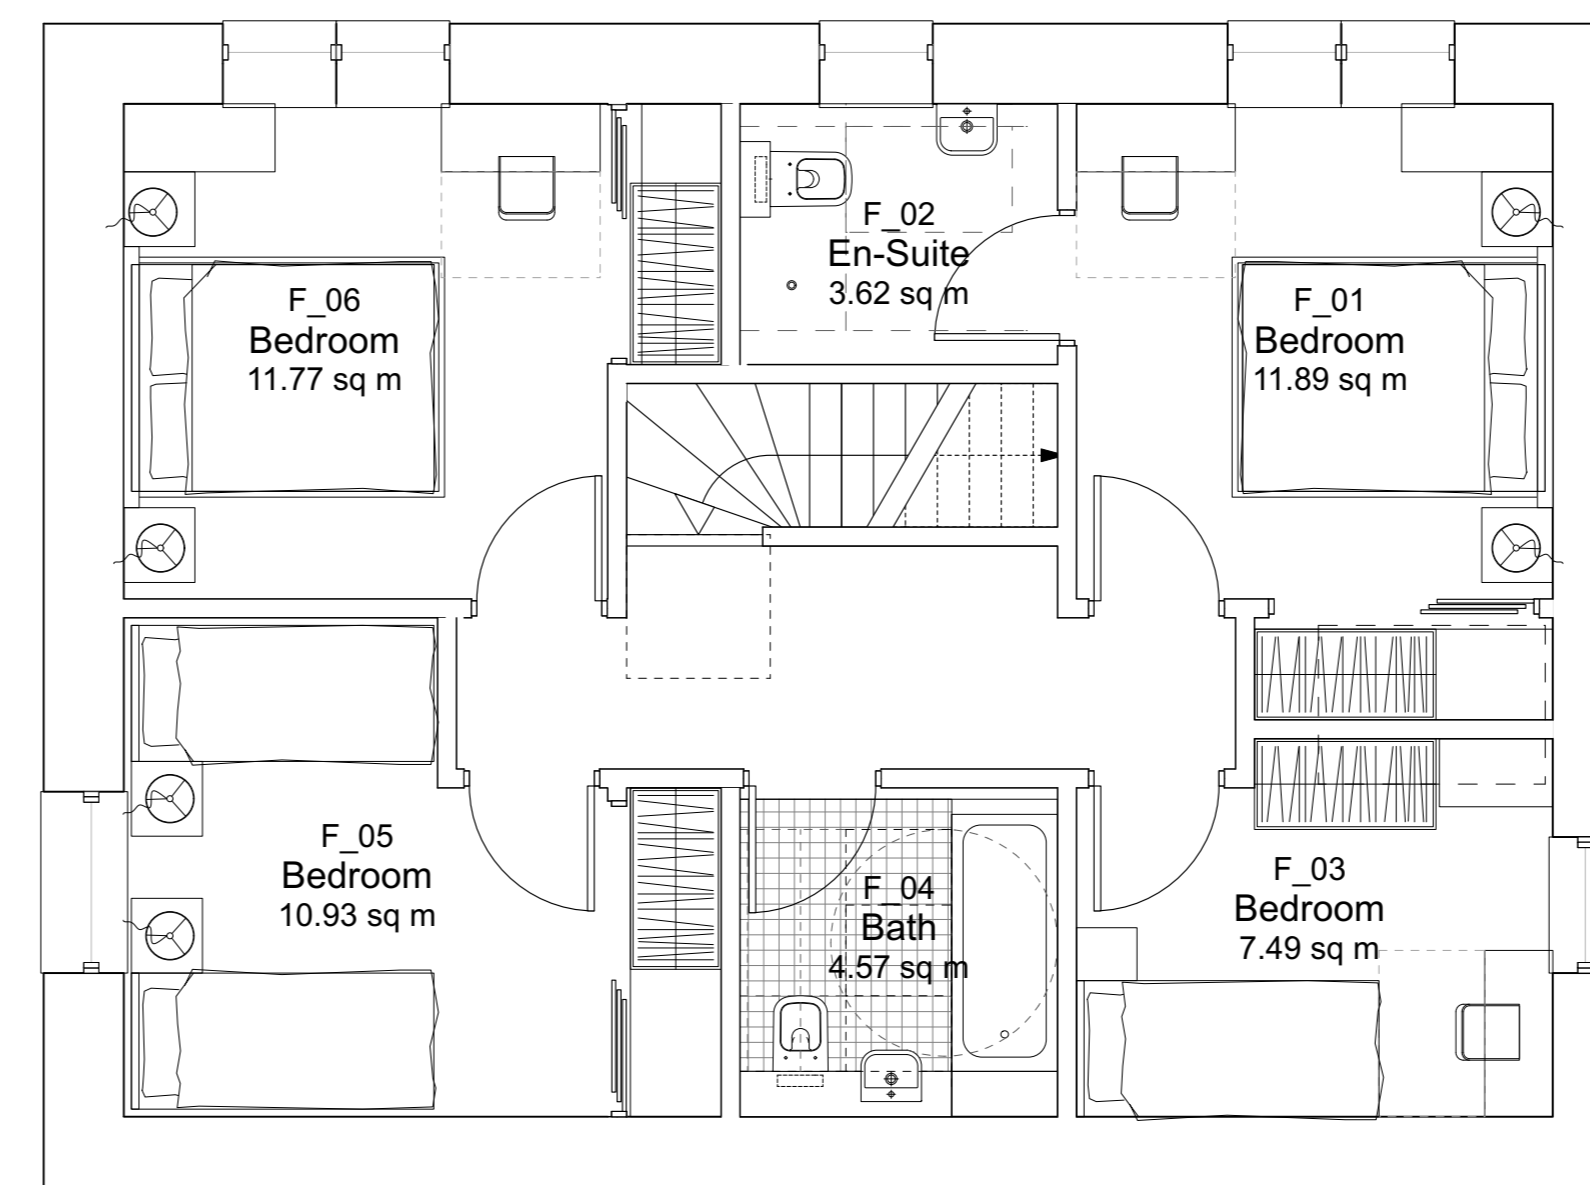 F_02
En-Suite
3.62 sq m
F_06
Bedroom
11.77 sq m
F_01
Bedroom
11.89 sq m
F_05
Bedroom
10.93 sq m
F_04
Bath
4.57 sq m
F_03
Bedroom
7.49 sq m